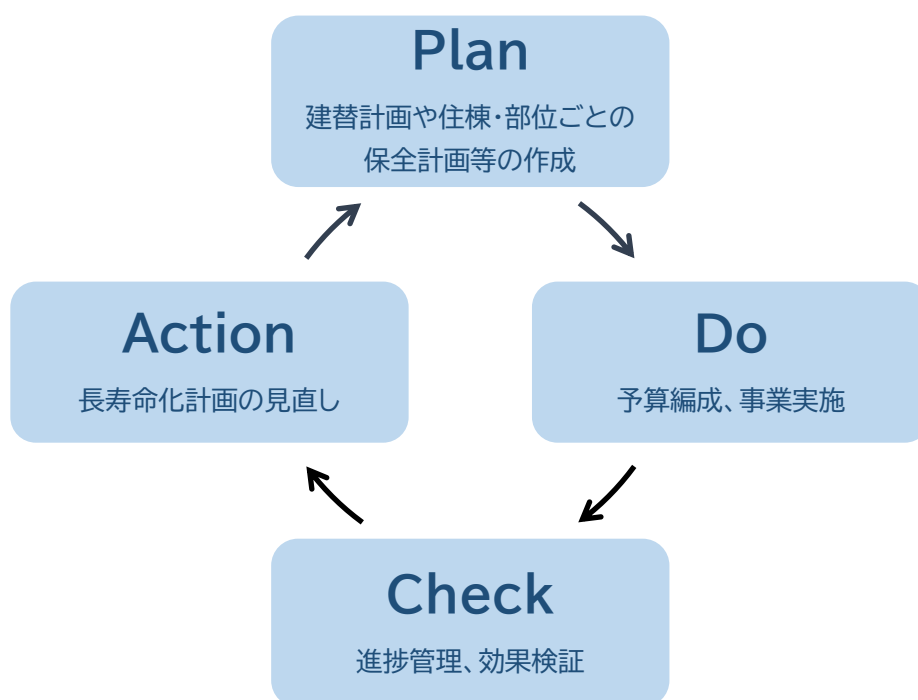 Plan
建替計画や住棟・部位ごとの
保全計画等の作成
Action
長寿命化計画の見直し
Do
予算編成、事業実施
Check
進捗管理、効果検証